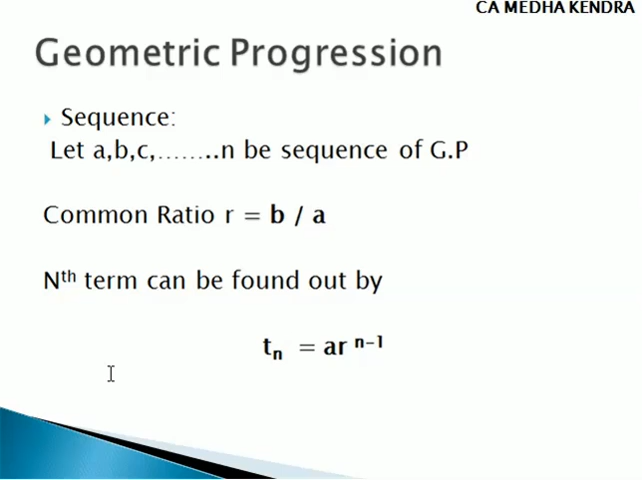 CA MEDHA KENDRA
Geometric Progression
Sequence:
Let a,b,c,……..n be sequence of G.P
Common Ratio r = b / a
Nth term can be found out by
tn = ar n-1